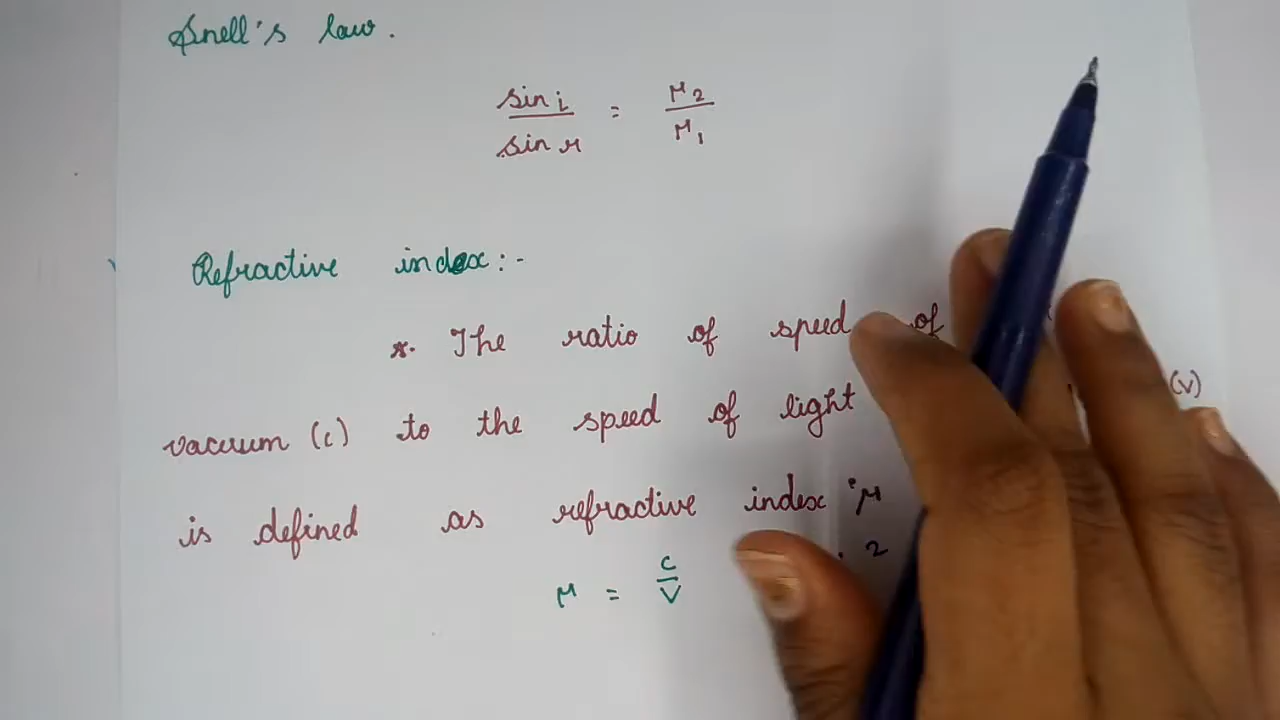 Snell's law.
sin i / sin r = μ2 / μ1
Refractive index:-
*. The ratio of speed of
vacuum (c) to the speed of light (v)
is defined as refractive index 'μ
2
μ = c / v